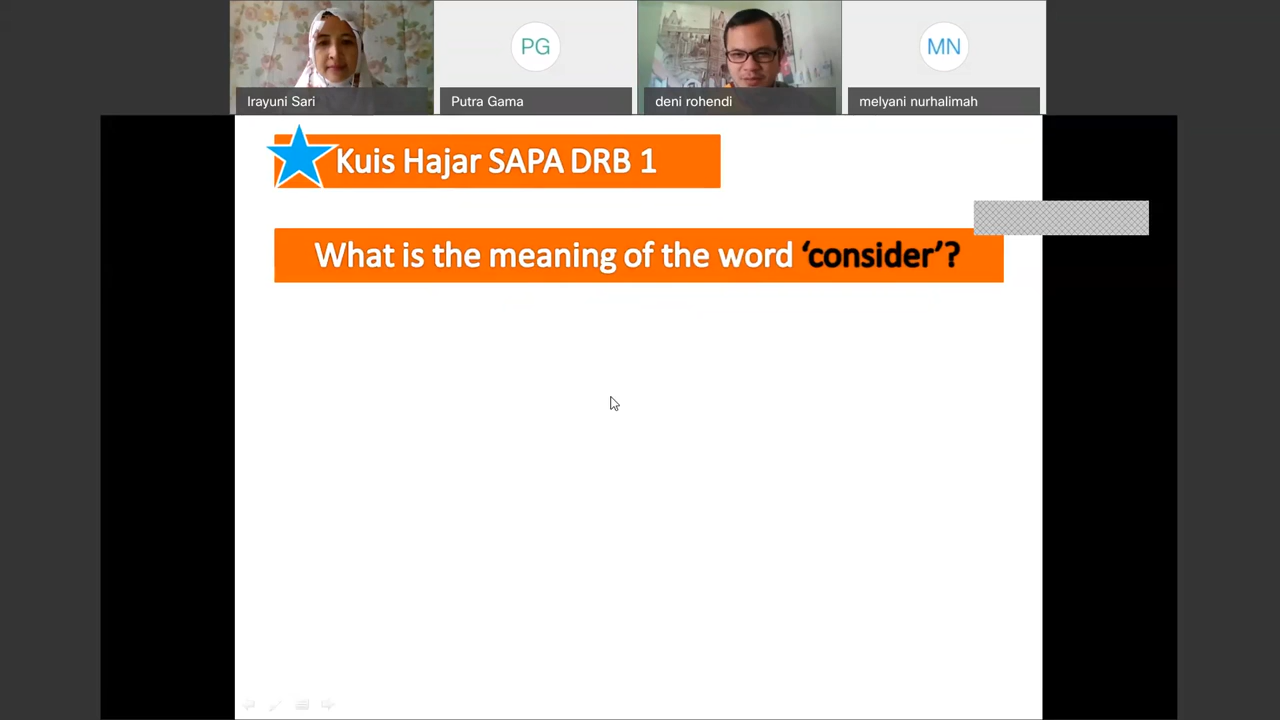 PG
MN
Irayuni Sari
Putra Gama
deni rohendi
melyani nurhalimah
Kuis Hajar SAPA DRB 1
What is the meaning of the word ‘consider’?